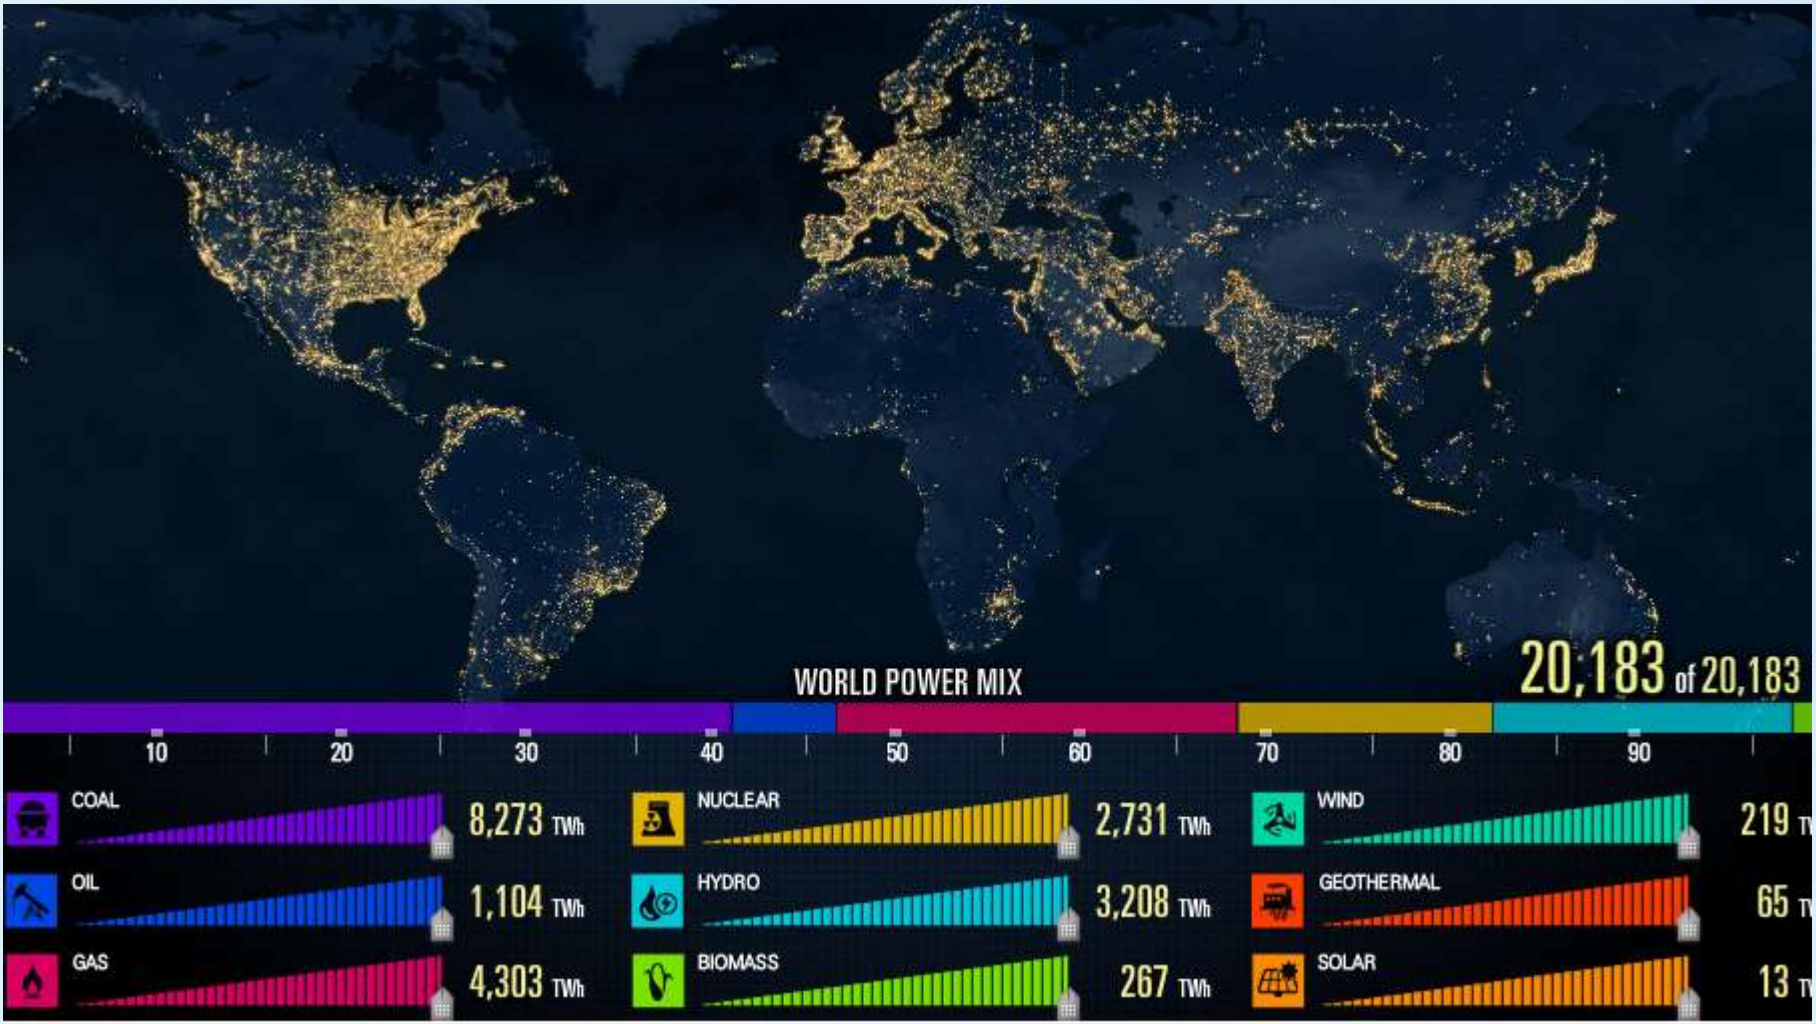 20,183 of 20,183
WORLD POWER MIX
10 20 30 40 50 60 70 80 90
COAL 8,273 TWh
NUCLEAR 2,731 TWh
WIND 219
OIL 1,104 TWh
HYDRO 3,208 TWh
GEOTHERMAL 65
GAS 4,303 TWh
BIOMASS 267 TWh
SOLAR 13